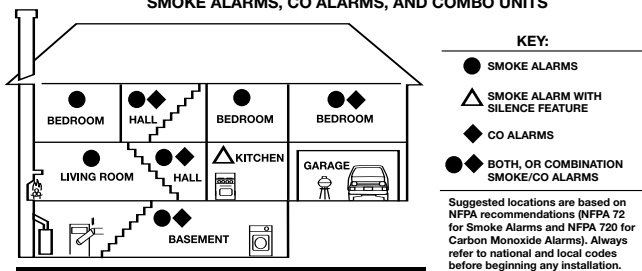 SMOKE ALARMS, CO ALARMS, AND COMBO UNITS
KEY:
SMOKE ALARMS
SMOKE ALARM WITH
SILENCE FEATURE
CO ALARMS
BOTH, OR COMBINATION
SMOKE/CO ALARMS
BEDROOM
HALL
BEDROOM
BEDROOM
LIVING ROOM
HALL
KITCHEN
GARAGE
BASEMENT
Suggested locations are based on
NFPA recommendations (NFPA 72
for Smoke Alarms and NFPA 720 for
Carbon Monoxide Alarms). Always
refer to national and local codes
before beginning any installation.